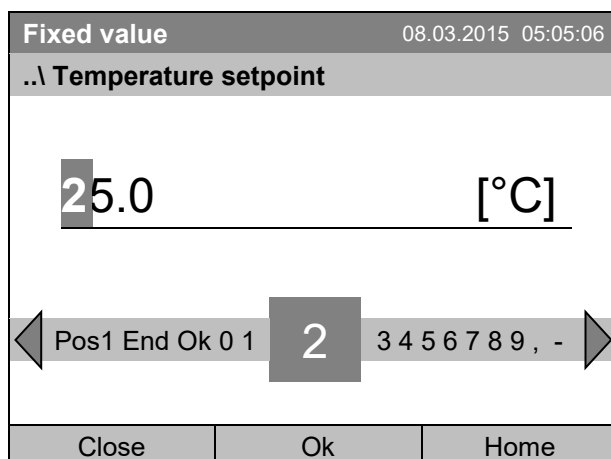 Fixed value 08.03.2015 05:05:06
..\ Temperature setpoint
25.0 [°C]
Pos1 End Ok 0 1 2 3 4 5 6 7 8 9 , -
Close Ok Home